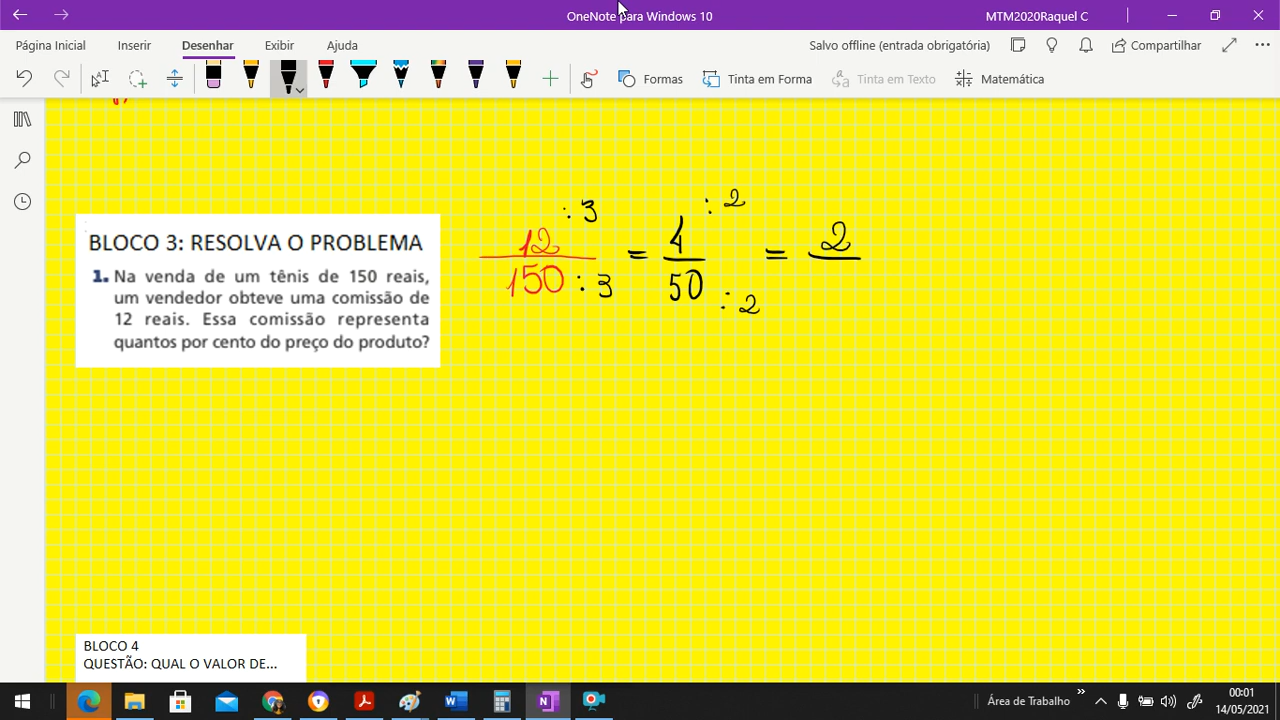 OneNote para Windows 10
MTM2020Raquel C
Página Inicial Inserir Desenhar Exibir Ajuda
Salvo offline (entrada obrigatória) Compartilhar
Formas Tinta em Forma Tinta em Texto Matemática
BLOCO 3: RESOLVA O PROBLEMA
1. Na venda de um tênis de 150 reais,
um vendedor obteve uma comissão de
12 reais. Essa comissão representa
quantos por cento do preço do produto?
: 3 : 2
12 = 4 = 2
150 : 3 50 : 2
BLOCO 4
QUESTÃO: QUAL O VALOR DE...
Área de Trabalho
00:01
14/05/2021